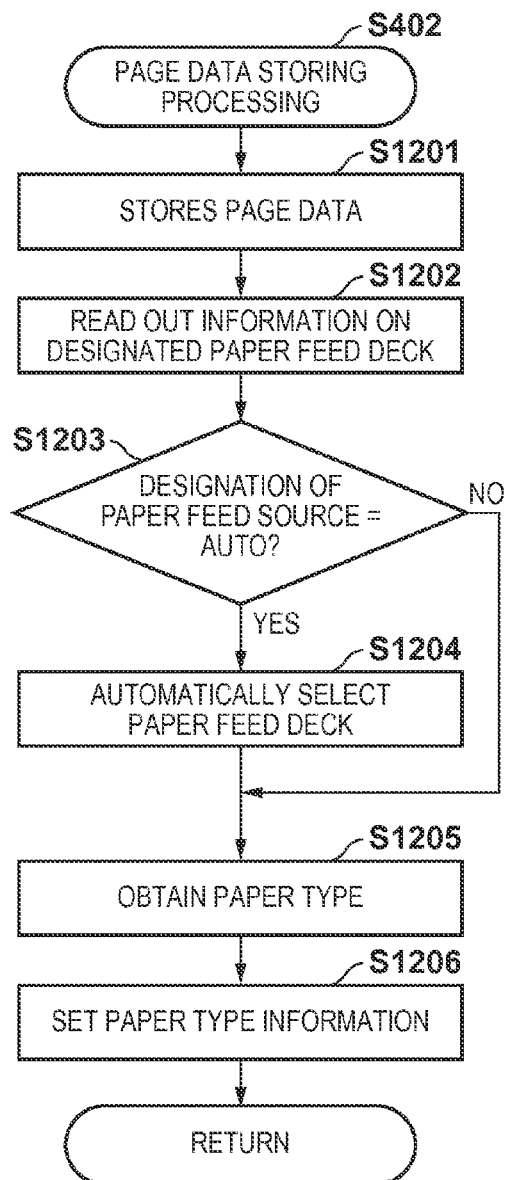 S402
PAGE DATA STORING
PROCESSING
S1201
STORES PAGE DATA
S1202
READ OUT INFORMATION ON
DESIGNATED PAPER FEED DECK
S1203
DESIGNATION OF
PAPER FEED SOURCE =
AUTO?
NO
YES
S1204
AUTOMATICALLY SELECT
PAPER FEED DECK
S1205
OBTAIN PAPER TYPE
S1206
SET PAPER TYPE INFORMATION
RETURN